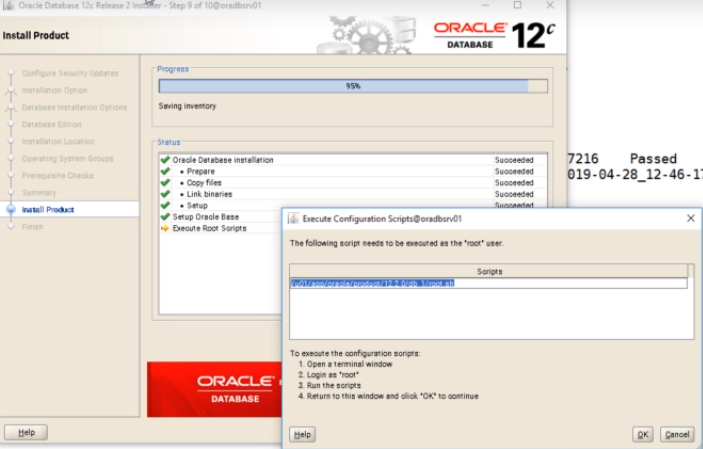 Oracle Database 12c Release 2 Installer - Step 9 of 10@oradbsrv01
Install Product
ORACLE
DATABASE
12c
Configure Security Updates
Installation Option
Database Installation Options
Database Edition
Installation Location
Operating System Groups
Prerequisite Checks
Summary
Install Product
Finish
Progress
95%
Saving inventory
Status
Oracle Database installation Succeeded
• Prepare Succeeded
• Copy files Succeeded
• Link binaries Succeeded
• Setup Succeeded
Setup Oracle Base
Execute Root Scripts
7216 Passed
019-04-28_12-46-17
Execute Configuration Scripts@oradbsrv01
The following script needs to be executed as the "root" user.
Scripts
/u01/app/oracle/product/12.2.0/db_1/root.sh
To execute the configuration scripts:
1. Open a terminal window
2. Login as "root"
3. Run the scripts
4. Return to this window and click "OK" to continue
Help
OK
Cancel
ORACLE
DATABASE
Help